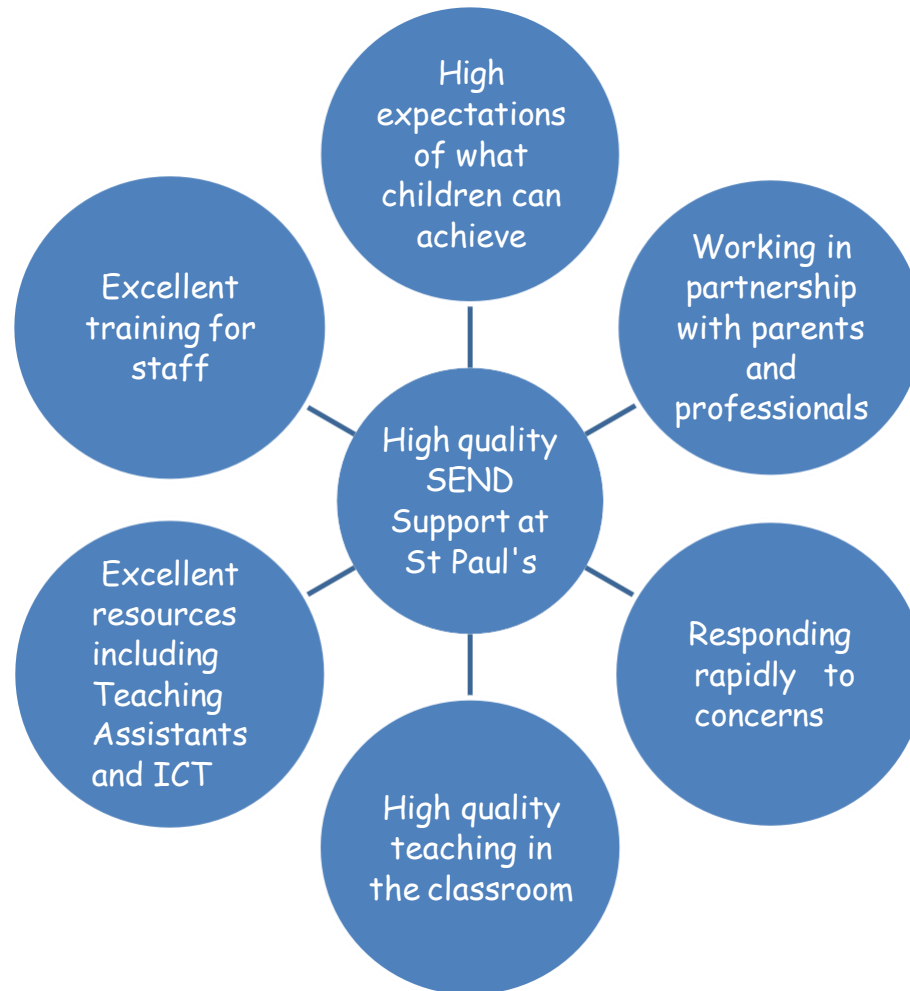 High
expectations
of what
children can
achieve
Working in
partnership
with parents
and
professionals
Responding
rapidly to
concerns
High quality
teaching in
the classroom
Excellent
resources
including
Teaching
Assistants
and ICT
Excellent
training for
staff
High quality
SEND
Support at
St Paul's